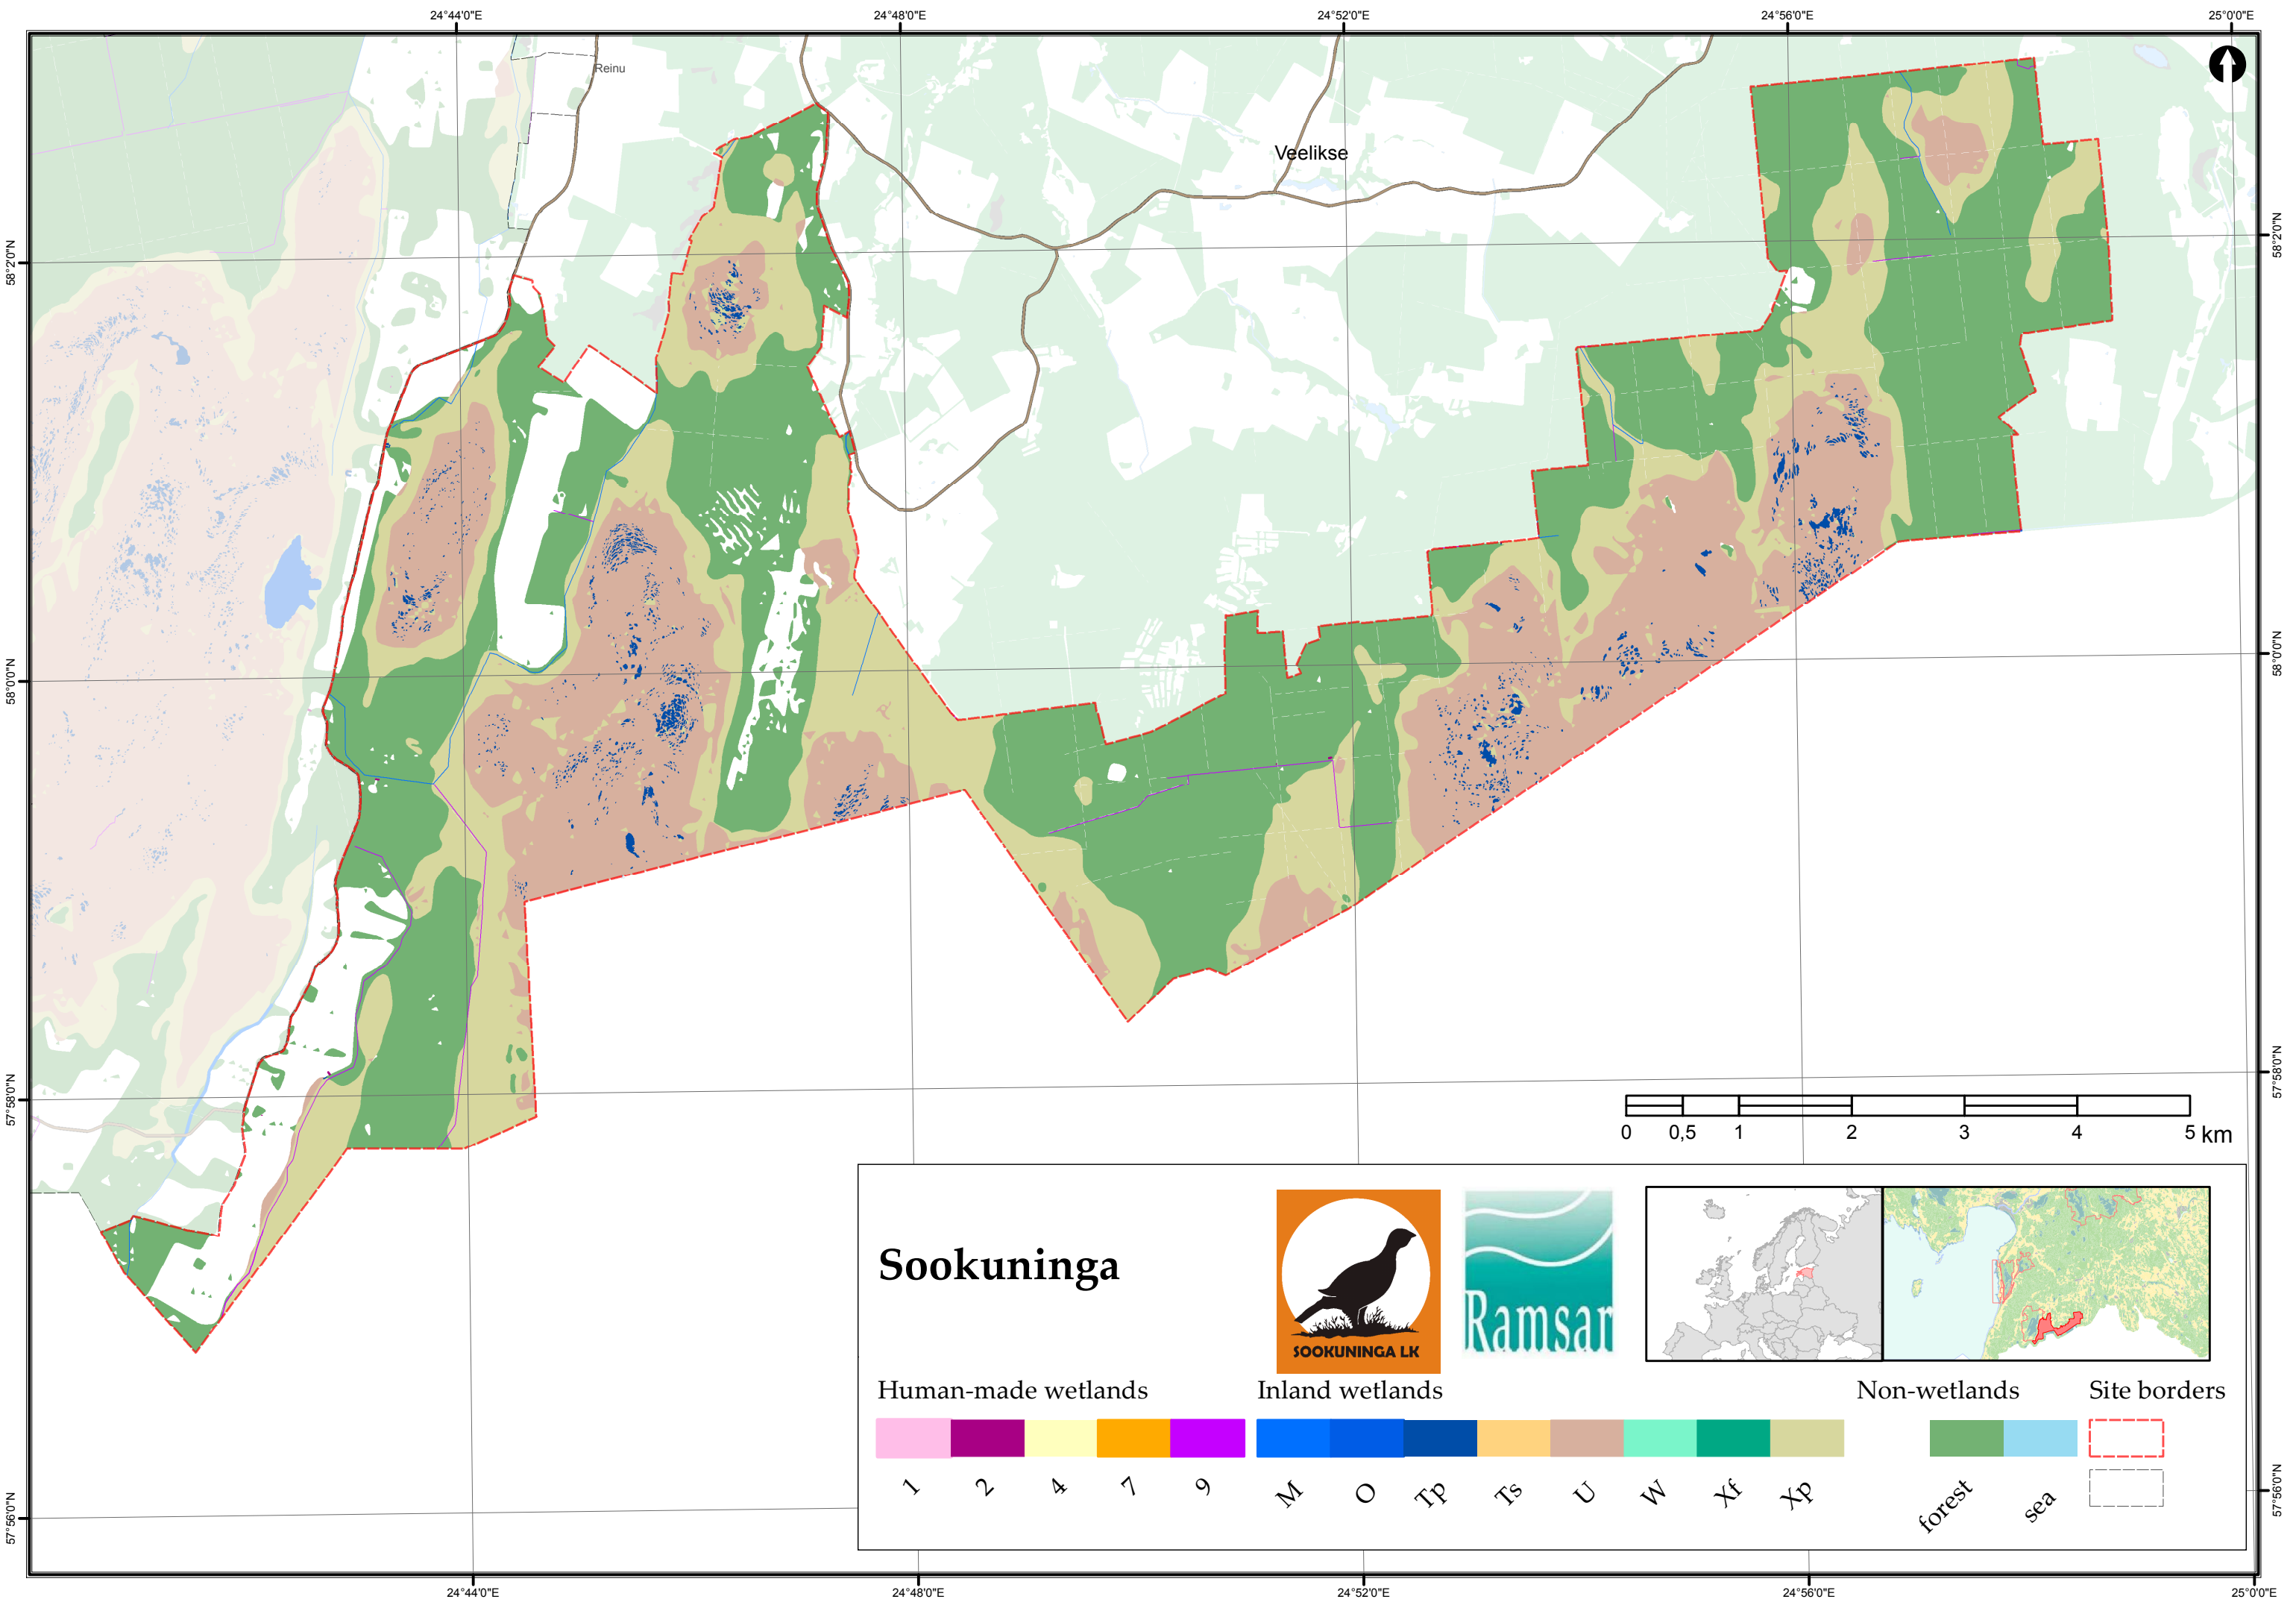 24°44'0"E 24°48'0"E 24°52'0"E 24°56'0"E 25°0'0"E
Reinu
Veelikse
58°2'0"N 58°2'0"N
58°0'0"N 58°0'0"N
57°58'0"N 57°58'0"N
0 0,5 1 2 3 4 5 km
Sookuninga
Ramsar
SOOKUNINGA LK
Human-made wetlands Inland wetlands Non-wetlands Site borders
1 2 4 7 9 M O Tp Ts U W Xf Xp forest sea
57°56'0"N 57°56'0"N
24°44'0"E 24°48'0"E 24°52'0"E 24°56'0"E 25°0'0"E